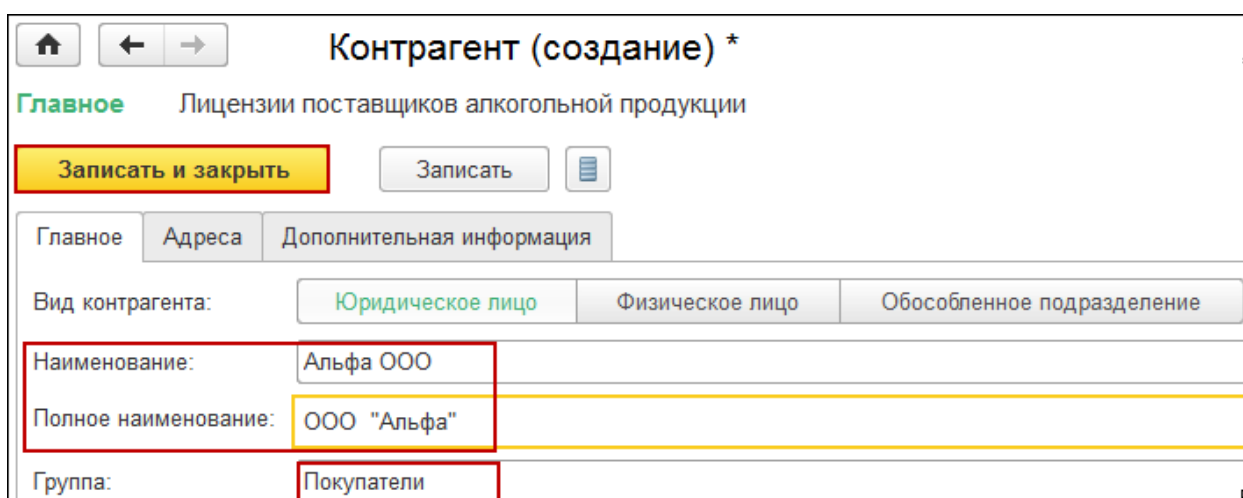 Контрагент (создание) *
Главное Лицензии поставщиков алкогольной продукции
Записать и закрыть Записать
Главное Адреса Дополнительная информация
Вид контрагента: Юридическое лицо Физическое лицо Обособленное подразделение
Наименование: Альфа ООО
Полное наименование: ООО "Альфа"
Группа: Покупатели